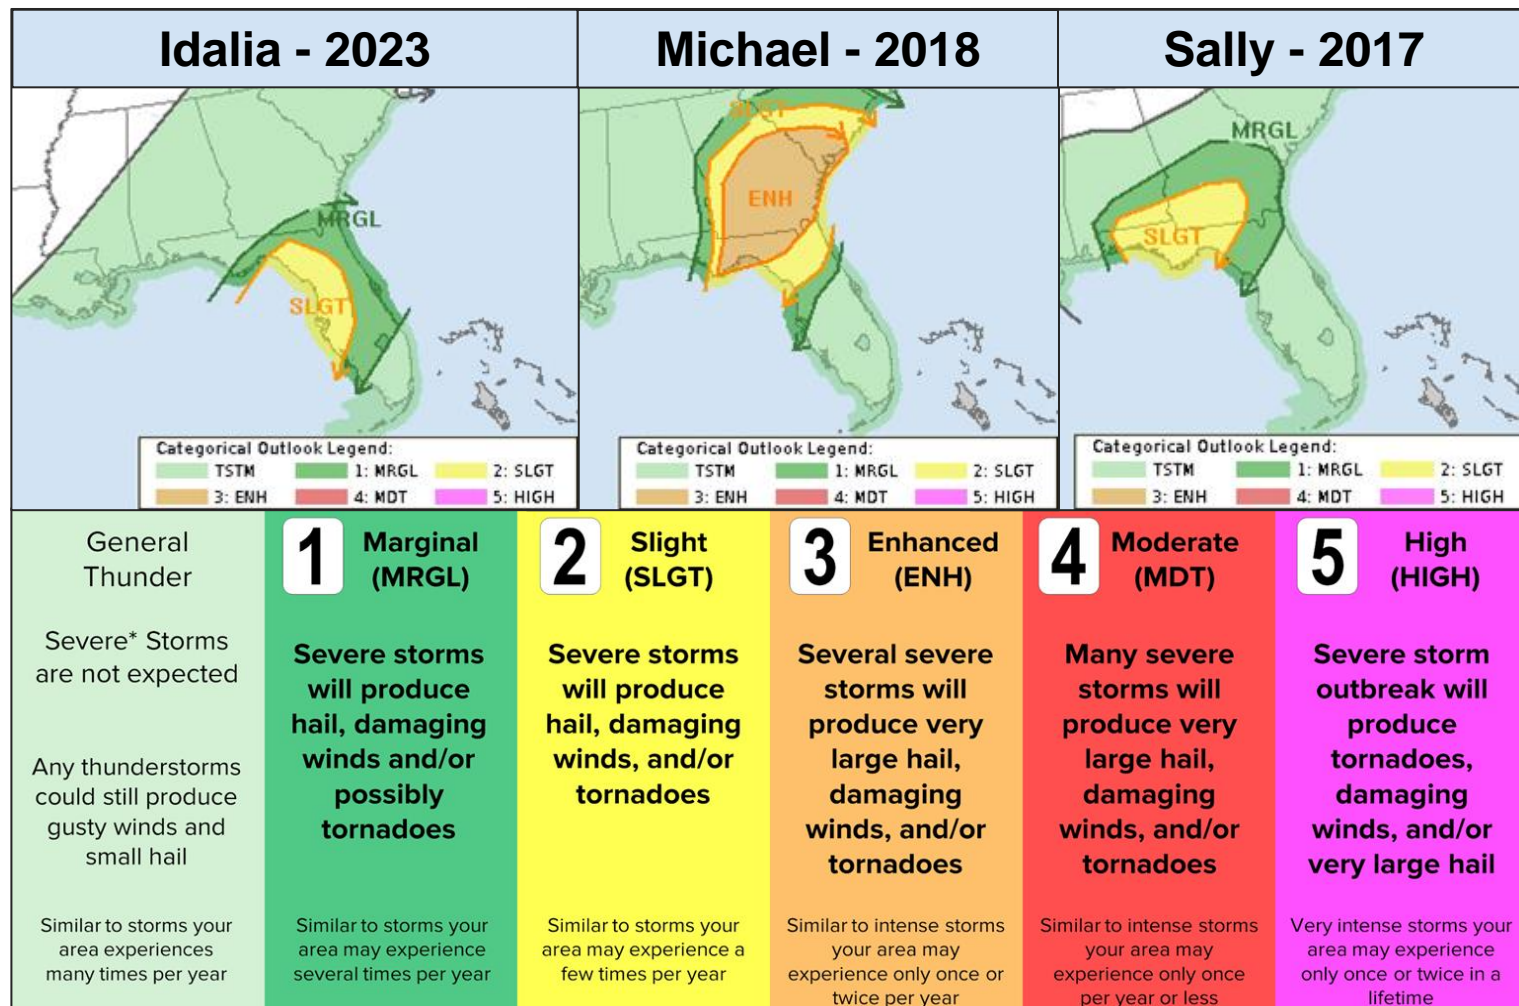 Idalia - 2023
Michael - 2018
Sally - 2017
MRGL
SLGT
SLGT
ENH
MRGL
SLGT
Categorical Outlook Legend:
TSTM 1: MRGL 2: SLGT
3: ENH 4: MDT 5: HIGH
Categorical Outlook Legend:
TSTM 1: MRGL 2: SLGT
3: ENH 4: MDT 5: HIGH
Categorical Outlook Legend:
TSTM 1: MRGL 2: SLGT
3: ENH 4: MDT 5: HIGH
General
Thunder
Severe* Storms
are not expected
Any thunderstorms
could still produce
gusty winds and
small hail
Similar to storms your
area experiences
many times per year
1 Marginal
(MRGL)
Severe storms
will produce
hail, damaging
winds and/or
possibly
tornadoes
Similar to storms your
area may experience
several times per year
2 Slight
(SLGT)
Severe storms
will produce
hail, damaging
winds, and/or
tornadoes
Similar to storms your
area may experience a
few times per year
3 Enhanced
(ENH)
Several severe
storms will
produce very
large hail,
damaging
winds, and/or
tornadoes
Similar to intense storms
your area may
experience only once or
twice per year
4 Moderate
(MDT)
Many severe
storms will
produce very
large hail,
damaging
winds, and/or
tornadoes
Similar to intense storms
your area may
experience only once
per year or less
5 High
(HIGH)
Severe storm
outbreak will
produce
tornadoes,
damaging
winds, and/or
very large hail
Very intense storms your
area may experience
only once or twice in a
lifetime